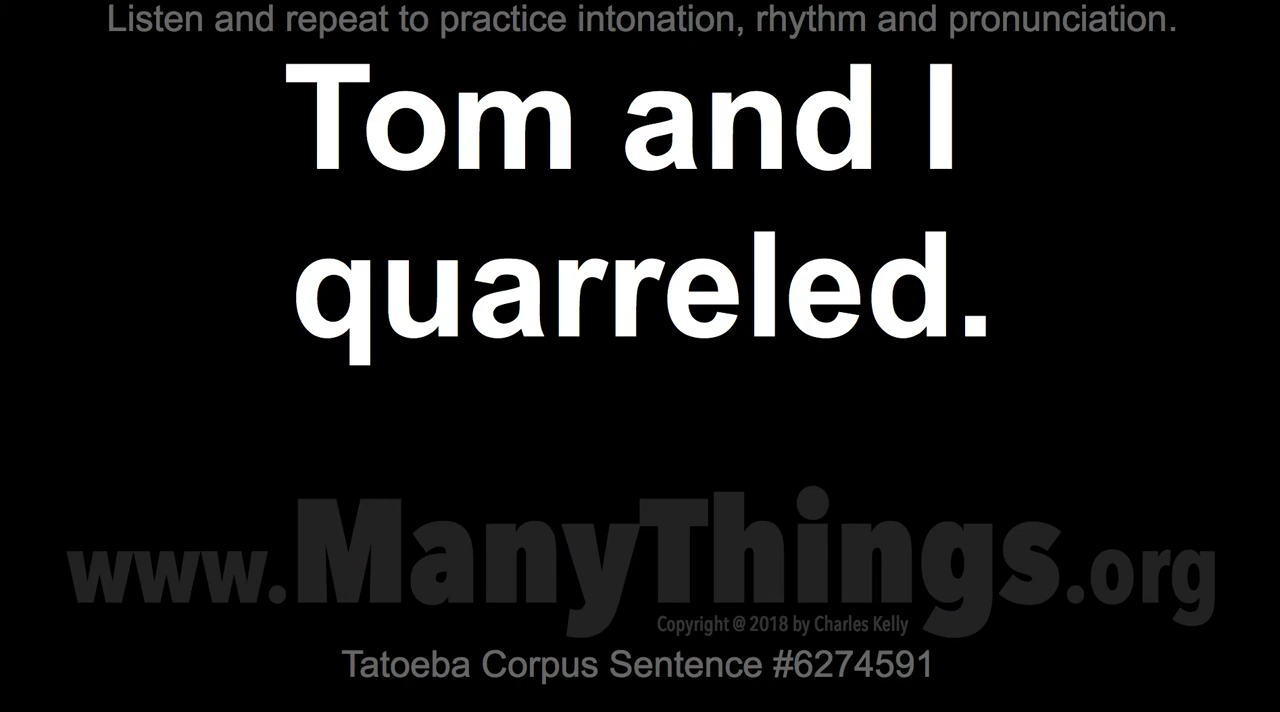 Listen and repeat to practice intonation, rhythm and pronunciation.
Tom and I
quarreled.
www.ManyThings.org
Copyright @ 2018 by Charles Kelly
Tatoeba Corpus Sentence #6274591